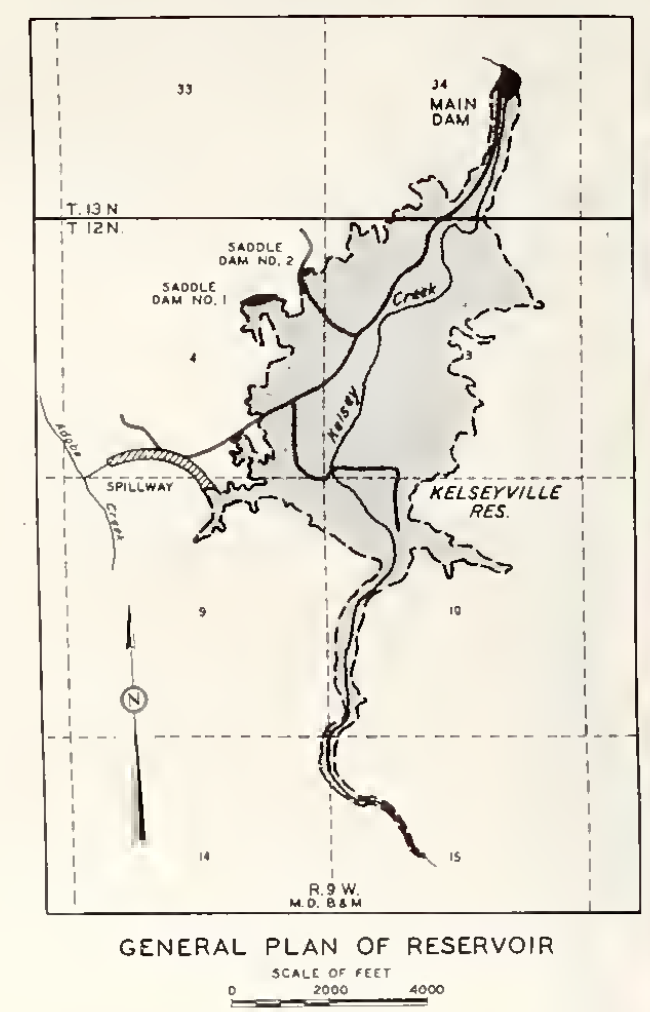 33
34
MAIN
DAM
T. 13 N
T 12N.
SADDLE
DAM NO. 2
SADDLE
DAM NO. 1
Creek
4
3
Kelsey
Adobe
Creek
SPILLWAY
KELSEYVILLE
RES.
9
10
N
14
15
R.9 W.
M.D. B&M
GENERAL PLAN OF RESERVOIR
SCALE OF FEET
0 2000 4000